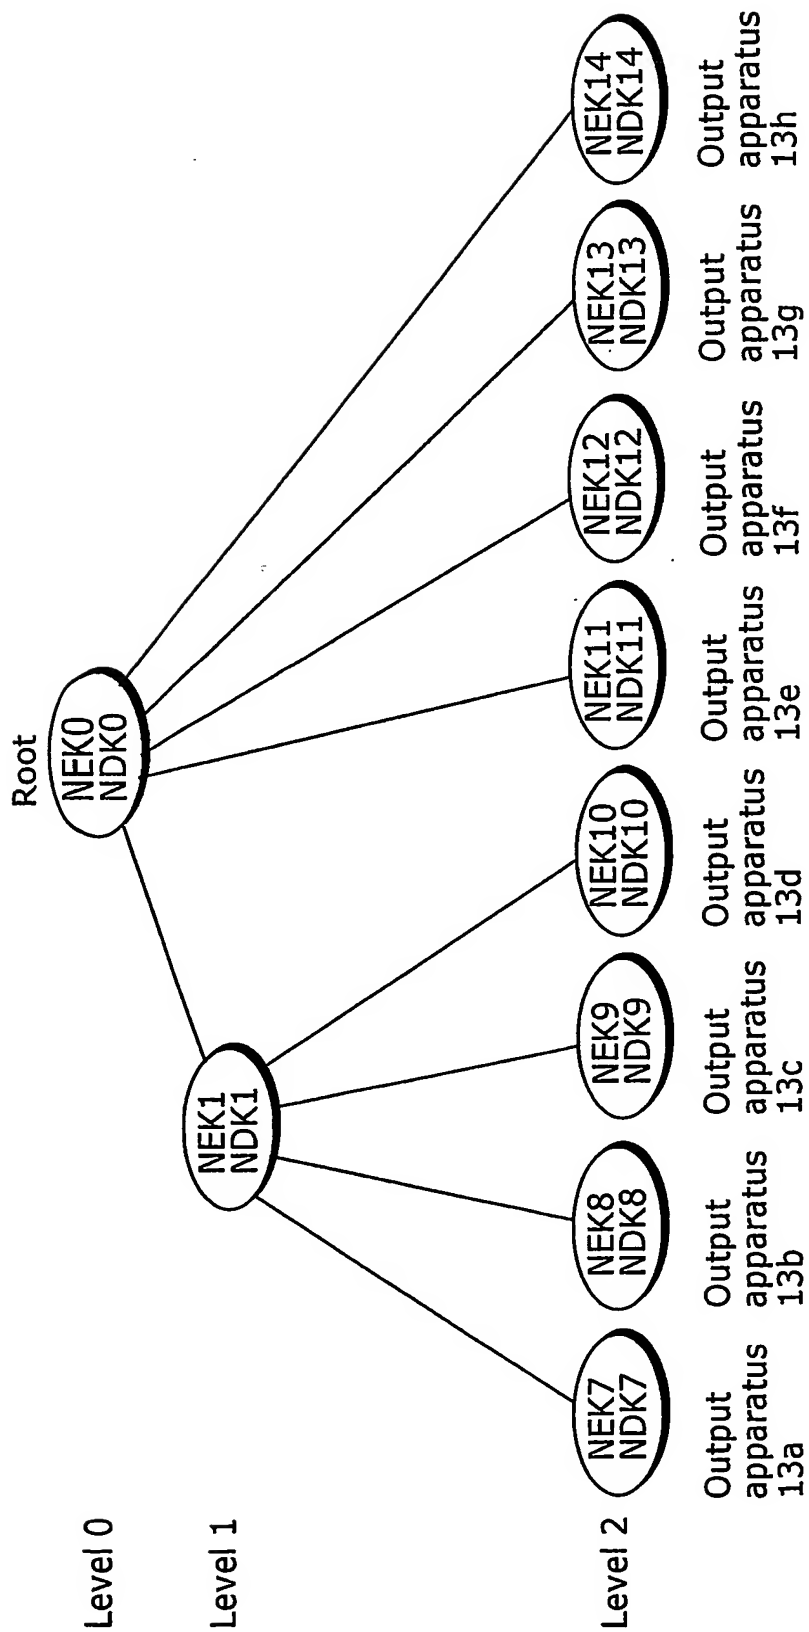 Root
Level 0
NEK0
NDK0
Level 1
NEK1
NDK1
Level 2
NEK7
NDK7
NEK8
NDK8
NEK9
NDK9
NEK10
NDK10
NEK11
NDK11
NEK12
NDK12
NEK13
NDK13
NEK14
NDK14
Output
apparatus
13a
Output
apparatus
13b
Output
apparatus
13c
Output
apparatus
13d
Output
apparatus
13e
Output
apparatus
13f
Output
apparatus
13g
Output
apparatus
13h